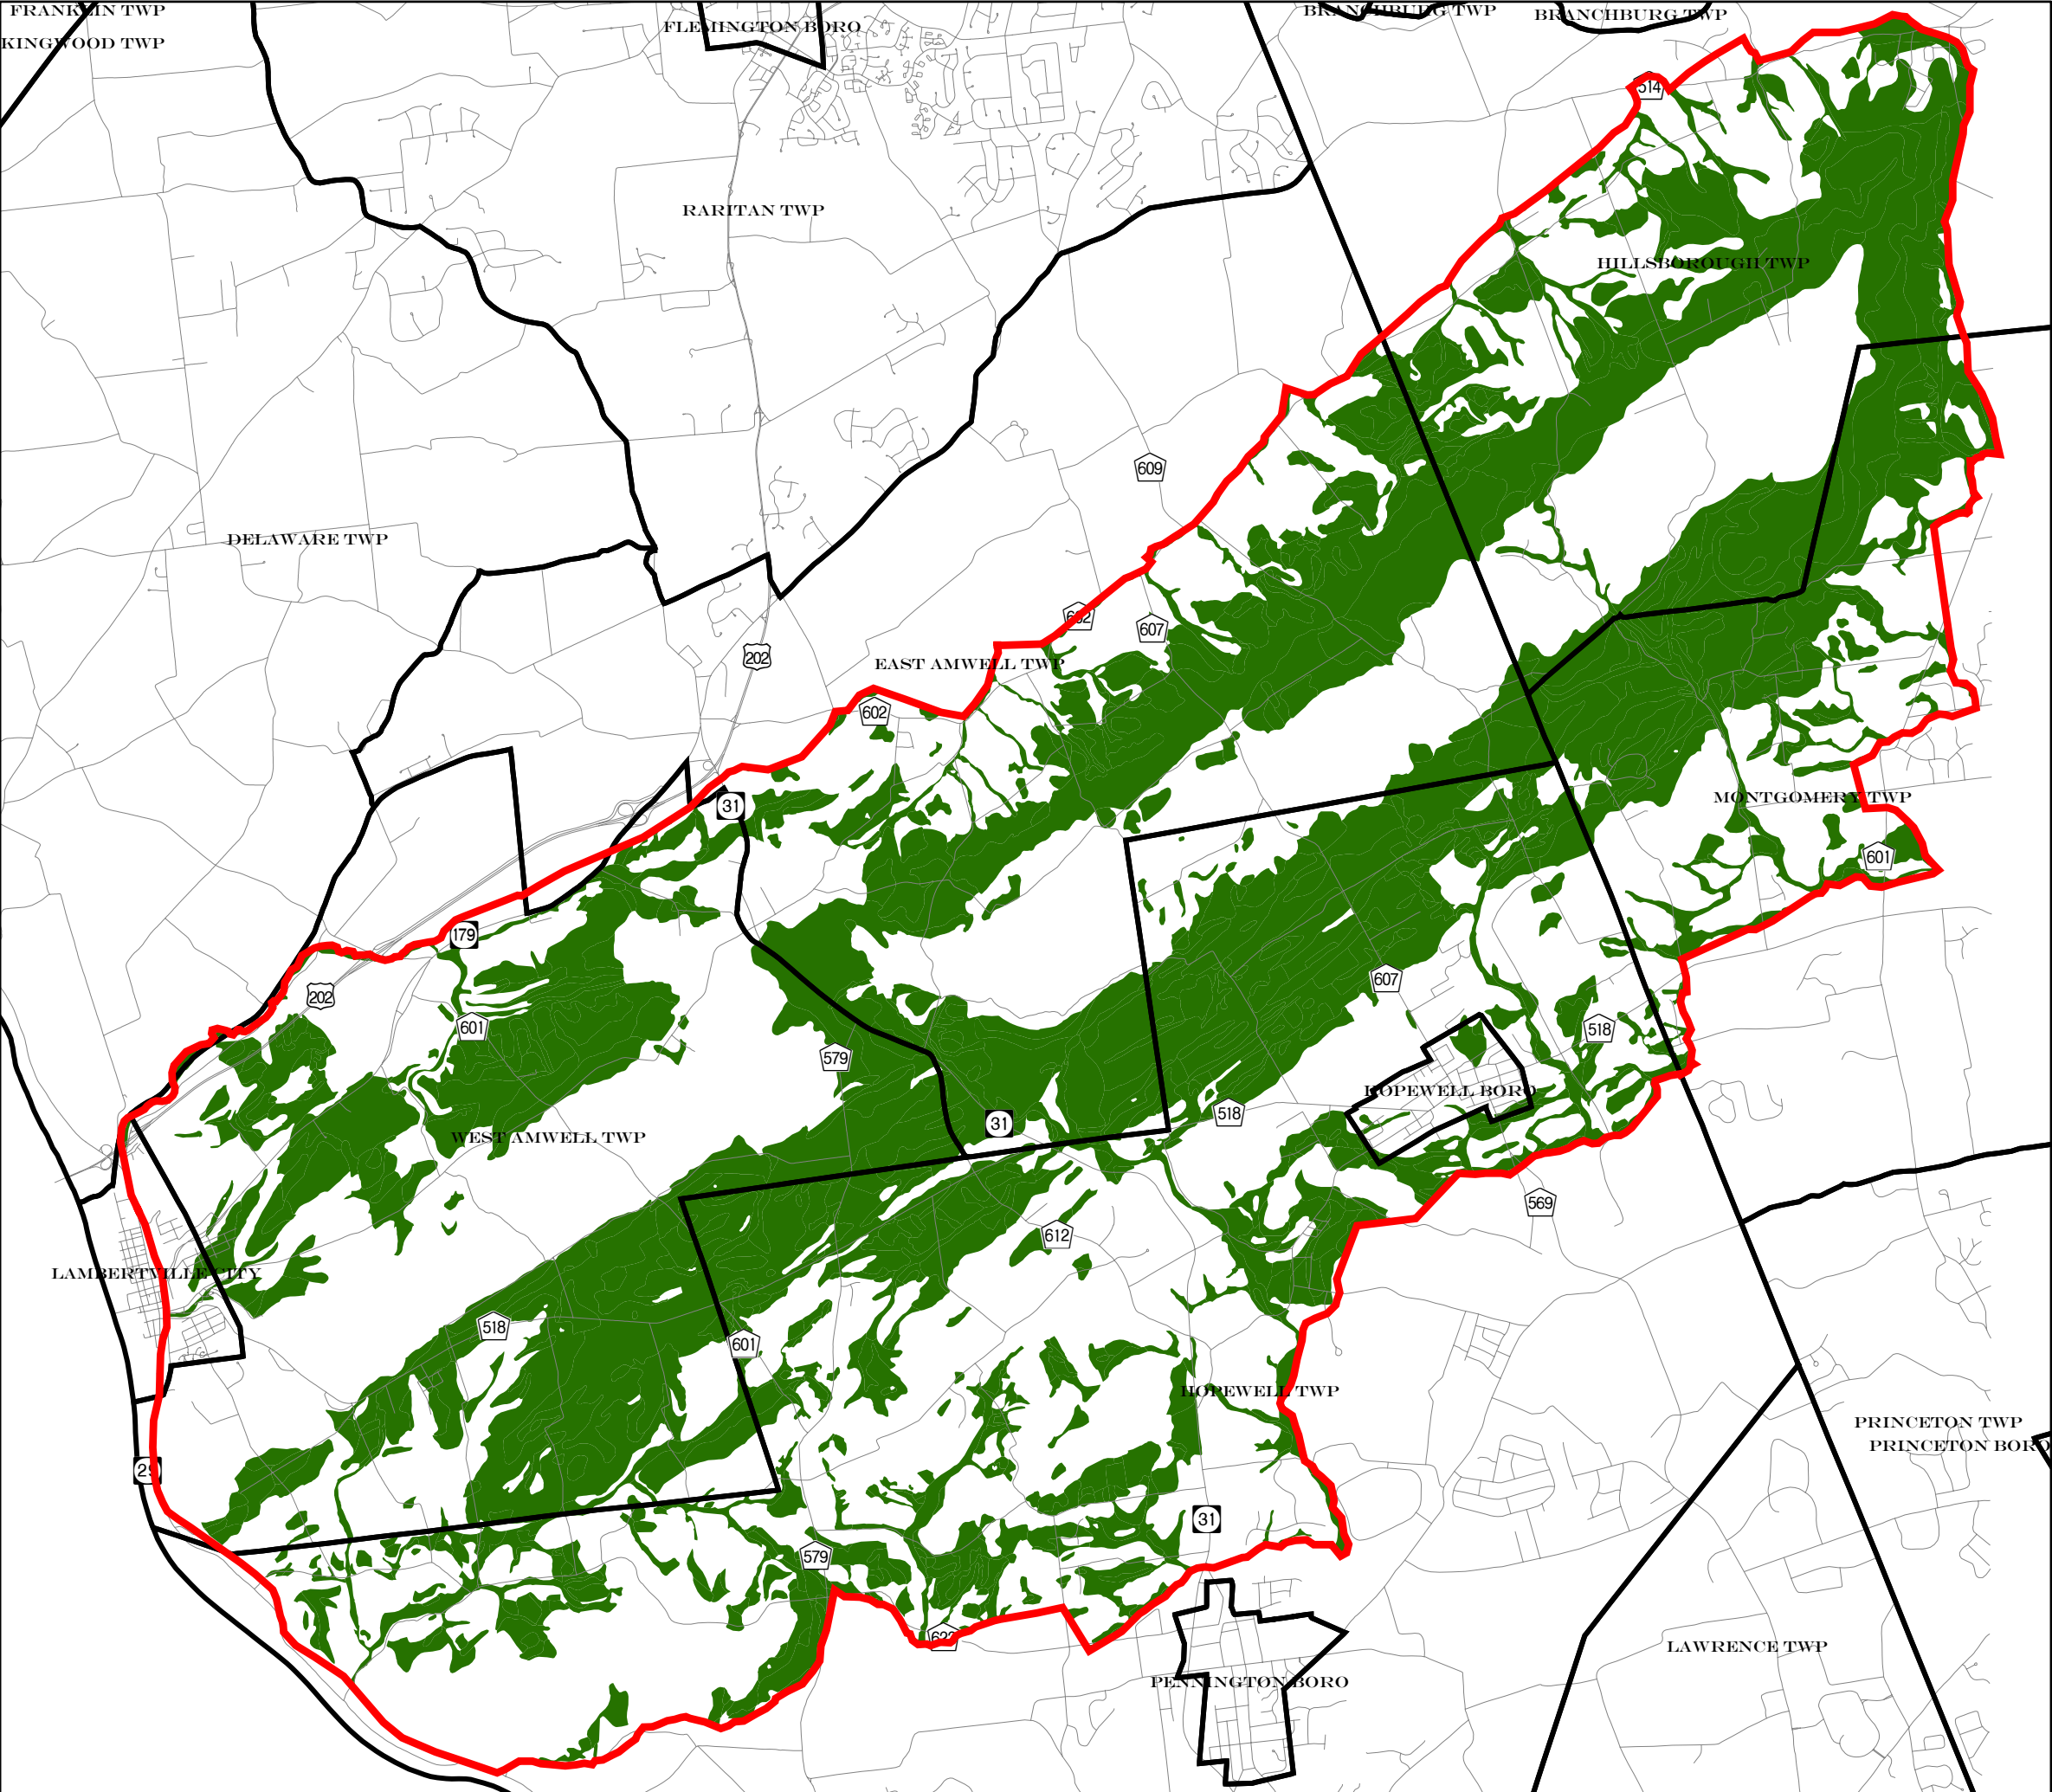 FRANKLIN TWP
FLEMINGTON BORO
BRANCHBURG TWP
BRANCHBURG TWP
KINGWOOD TWP
514
RARITAN TWP
HILLSBOROUGH TWP
609
DELAWARE TWP
602
607
202
EAST AMWELL TWP
602
31
MONTGOMERY TWP
601
179
607
202
601
518
579
HOPEWELL BORO
518
31
WEST AMWELL TWP
569
612
LAMBERTVILLE CITY
518
601
HOPEWELL TWP
PRINCETON TWP
PRINCETON BORO
29
31
579
LAWRENCE TWP
PENNINGTON BORO